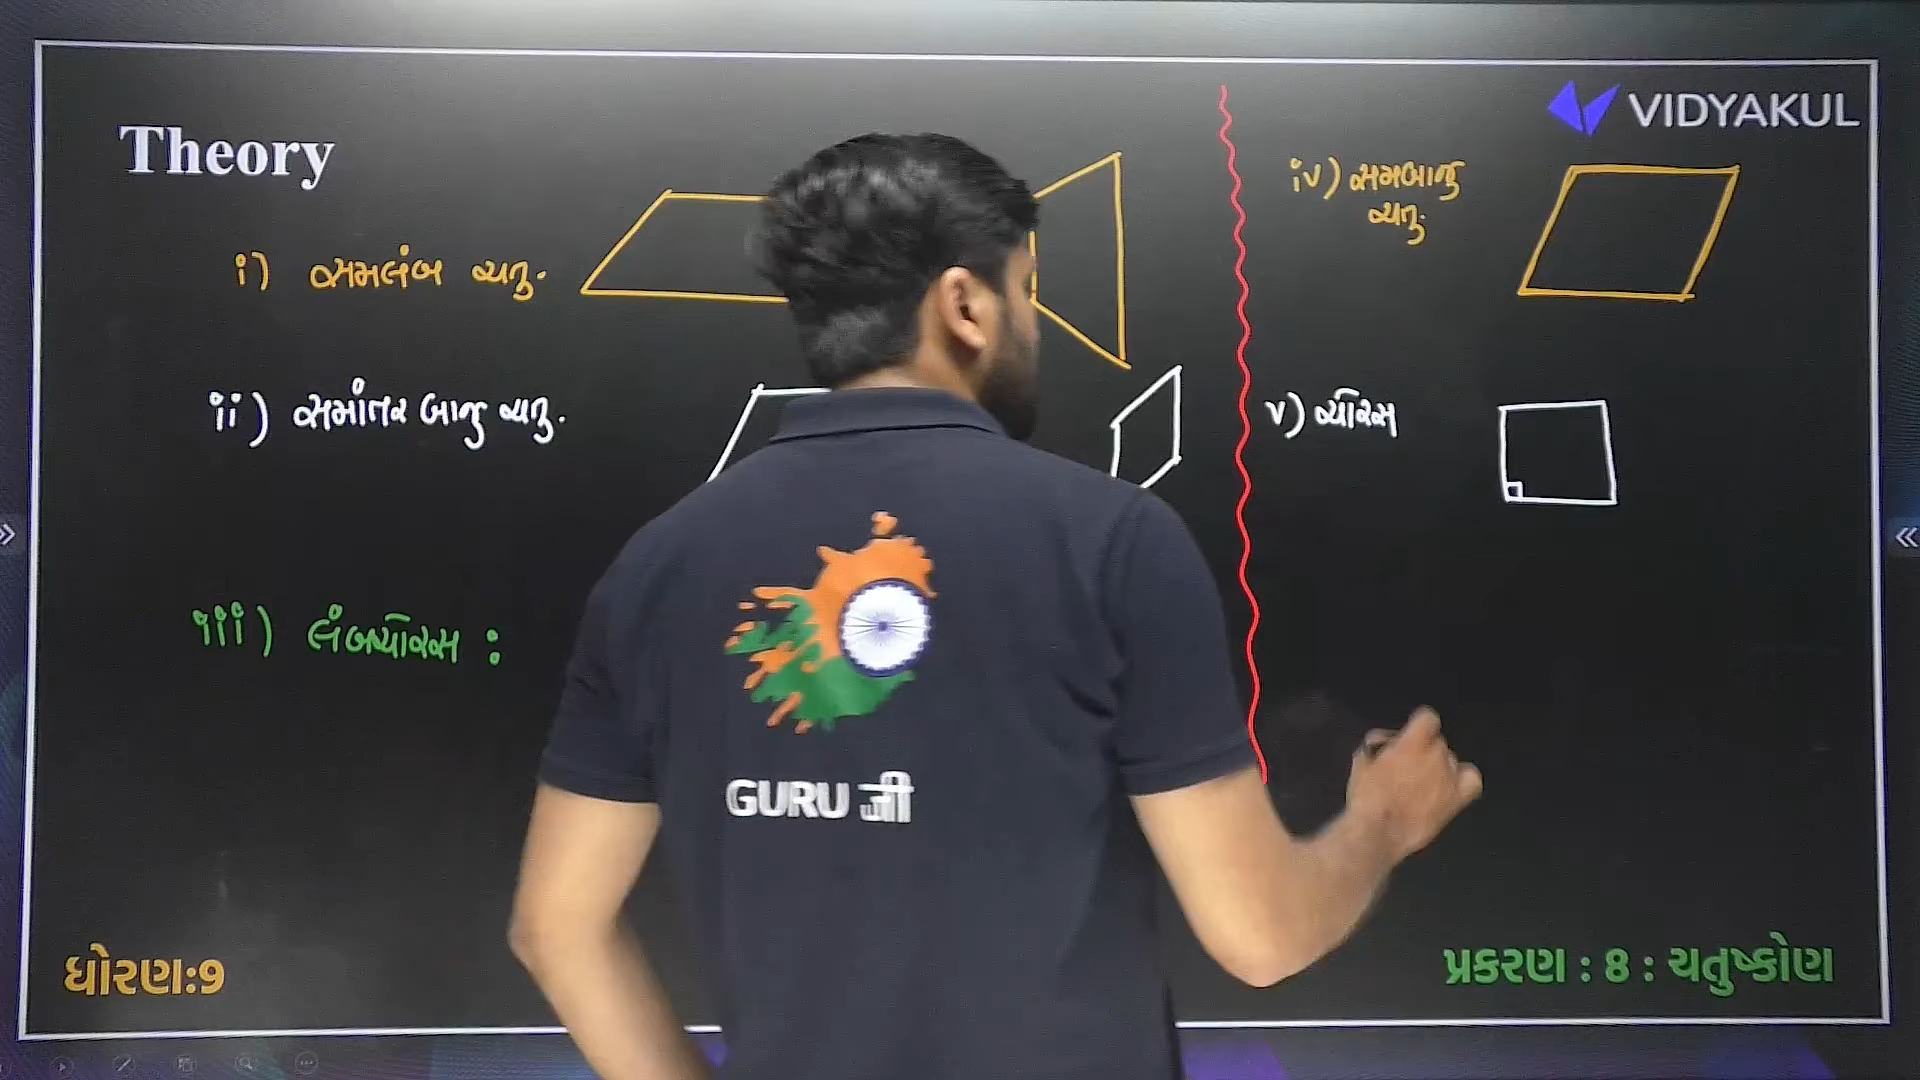 VIDYAKUL
Theory
i) સમલંબ ચતુ.
ii) સમાંતર બાજુ ચતુ.
iii) લંબચોરસ :
iv) સમબાજુ
ચતુ.
v) ચોરસ
GURU जी
ધોરણ:9
પ્રકરણ : 8 : ચતુષ્કોણ